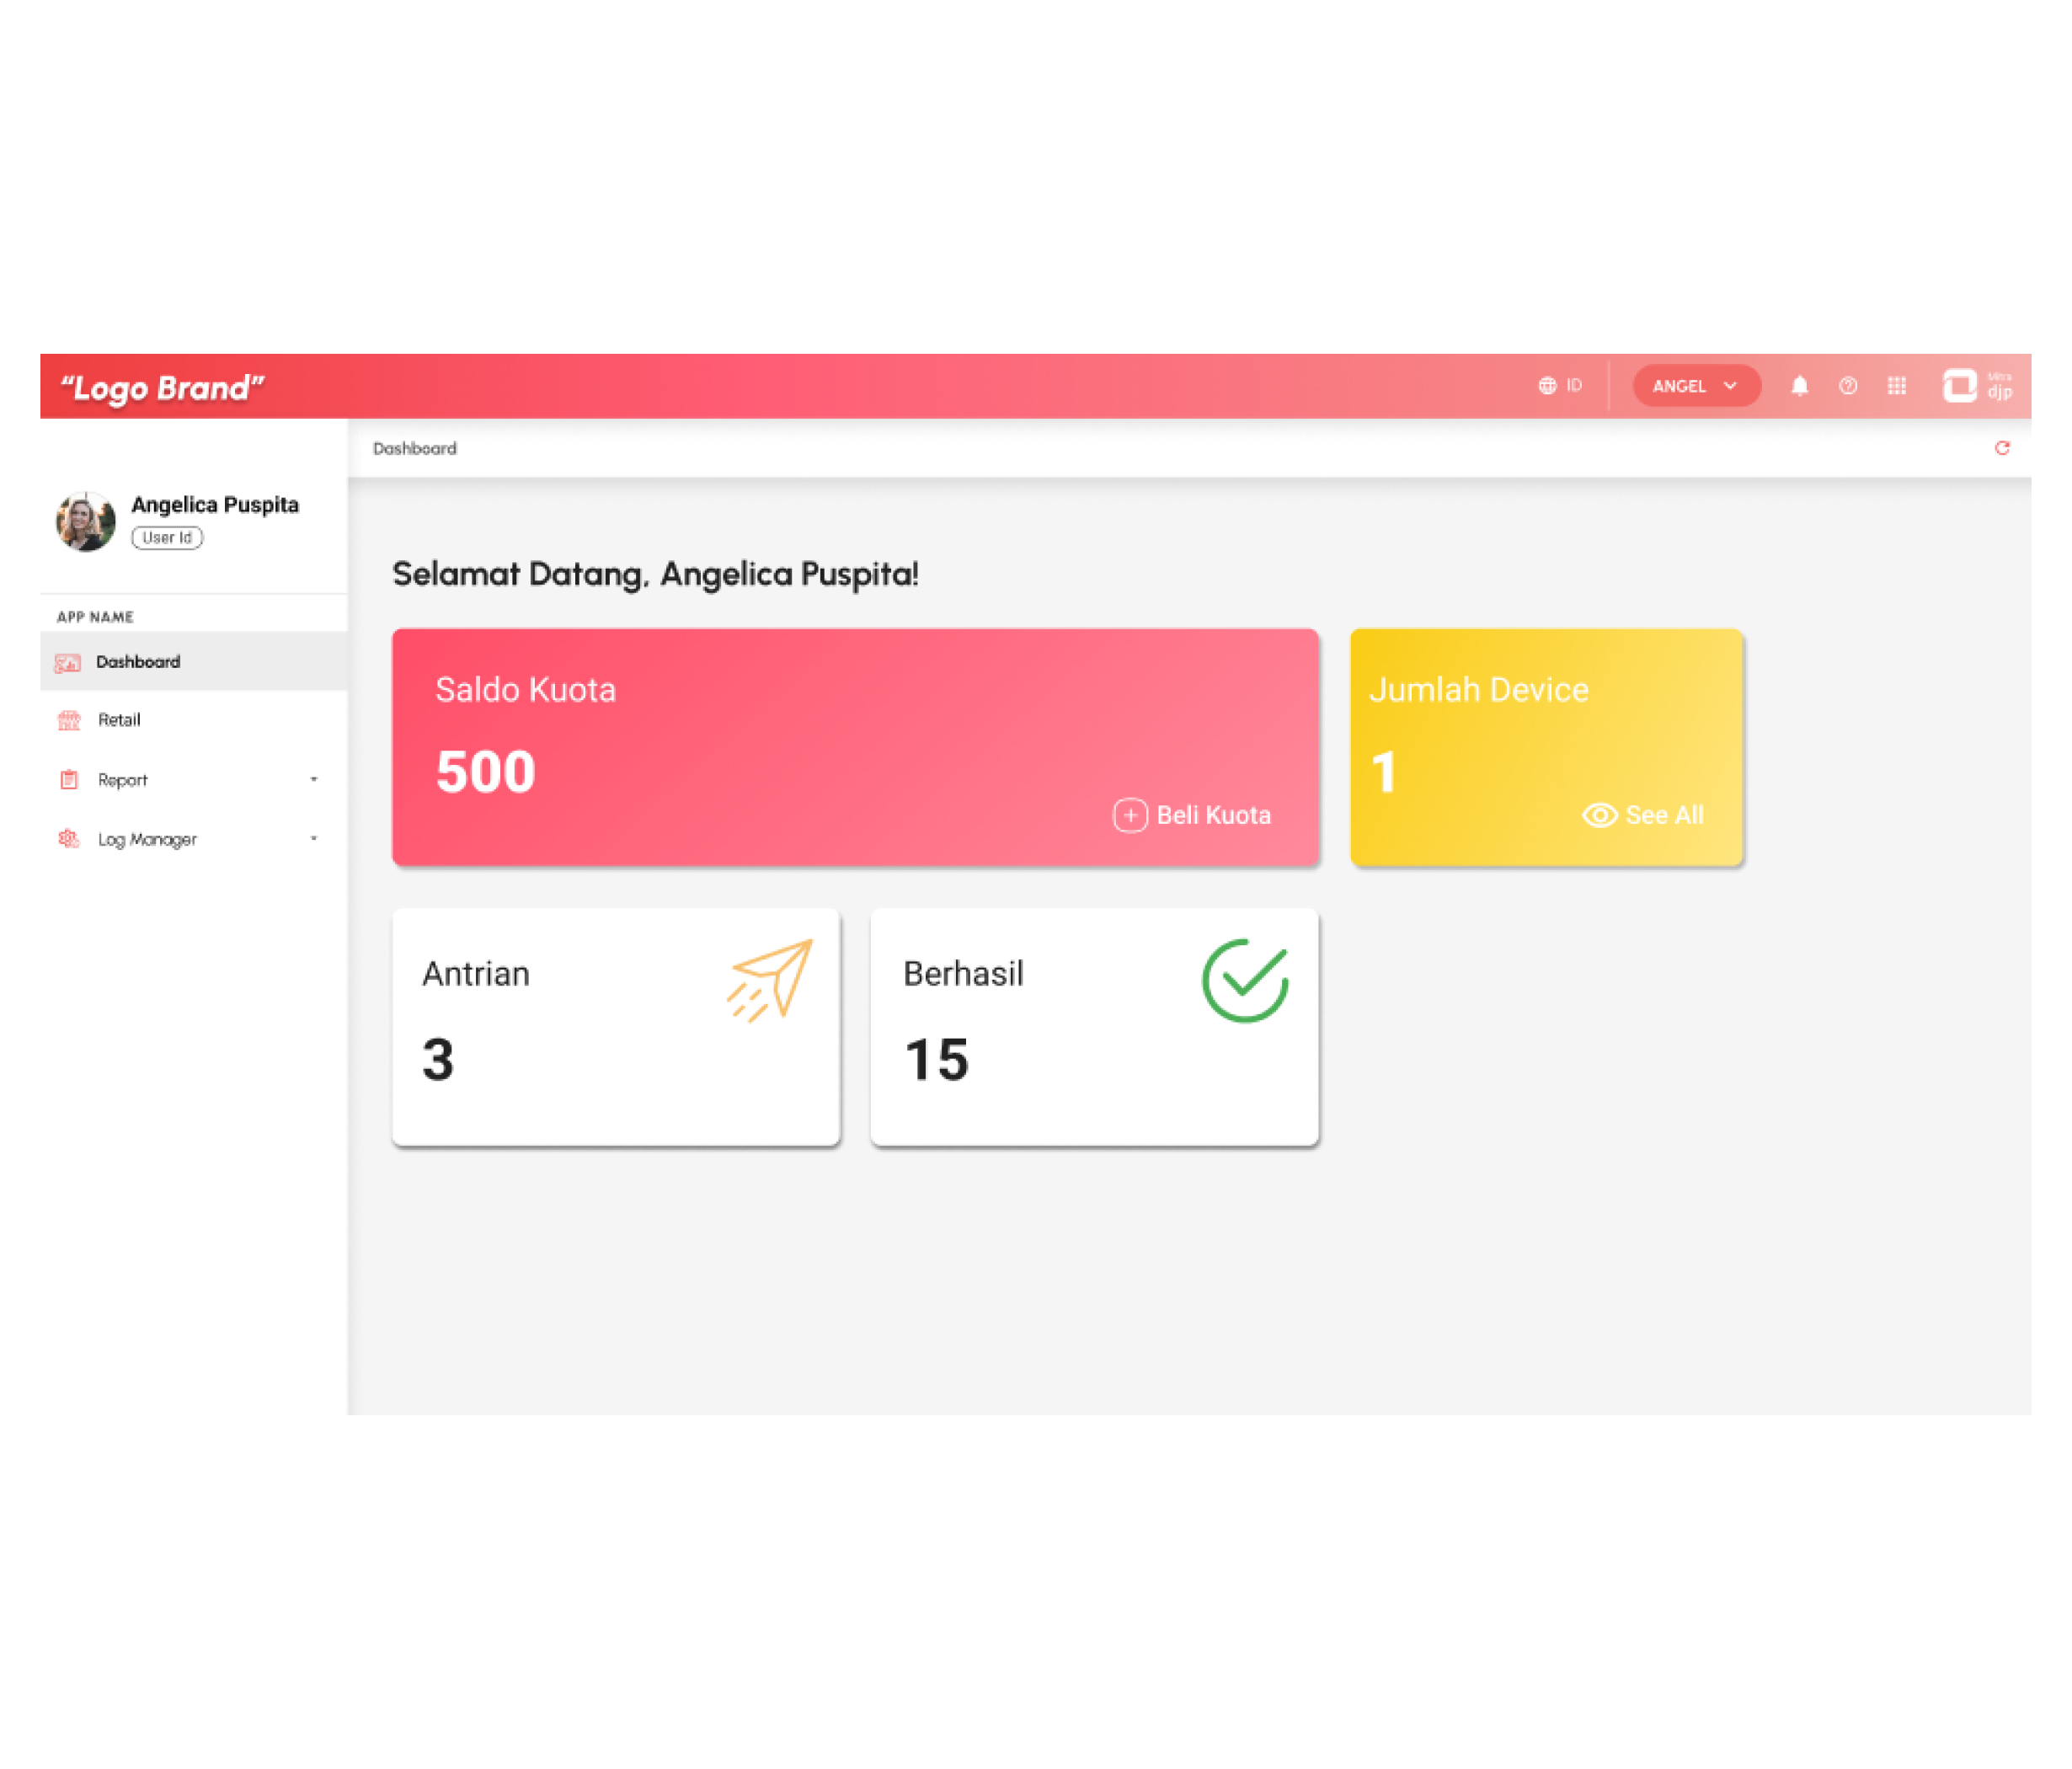 “Logo Brand”
ID
ANGEL
Mitra
djp
Dashboard
Angelica Puspita
User Id
APP NAME
Dashboard
Retail
Report
Log Manager
Selamat Datang, Angelica Puspita!
Saldo Kuota
500
Beli Kuota
Jumlah Device
1
See All
Antrian
3
Berhasil
15